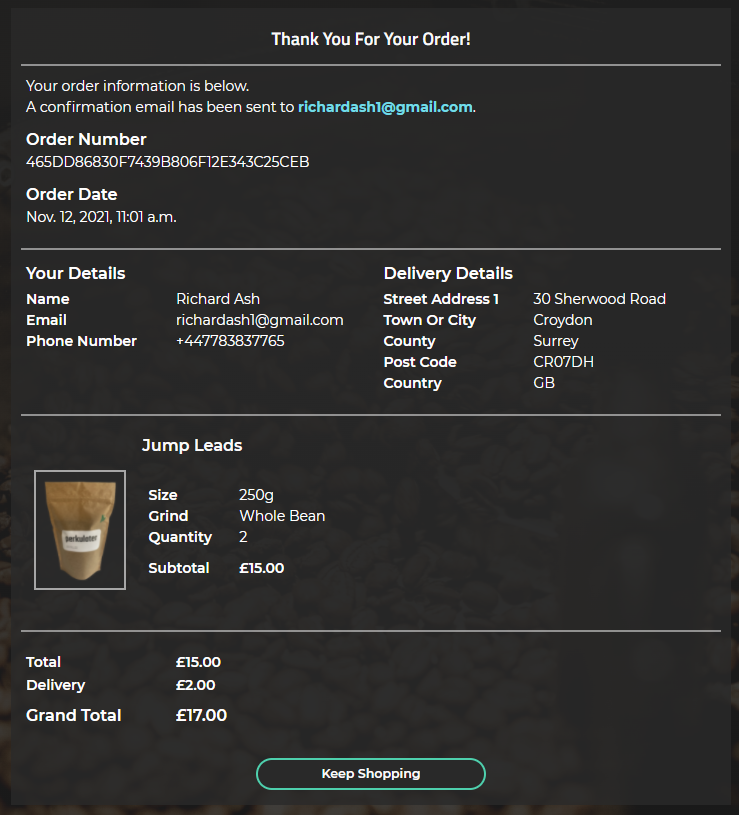 Thank You For Your Order!
Your order information is below.
A confirmation email has been sent to richardash1@gmail.com.
Order Number
465DD86830F7439B806F12E343C25CEB
Order Date
Nov. 12, 2021, 11:01 a.m.
Your Details
Name Richard Ash
Email richardash1@gmail.com
Phone Number +447783837765
Delivery Details
Street Address 1 30 Sherwood Road
Town Or City Croydon
County Surrey
Post Code CR07DH
Country GB
Jump Leads
perkulater
Size 250g
Grind Whole Bean
Quantity 2
Subtotal £15.00
Total £15.00
Delivery £2.00
Grand Total £17.00
Keep Shopping